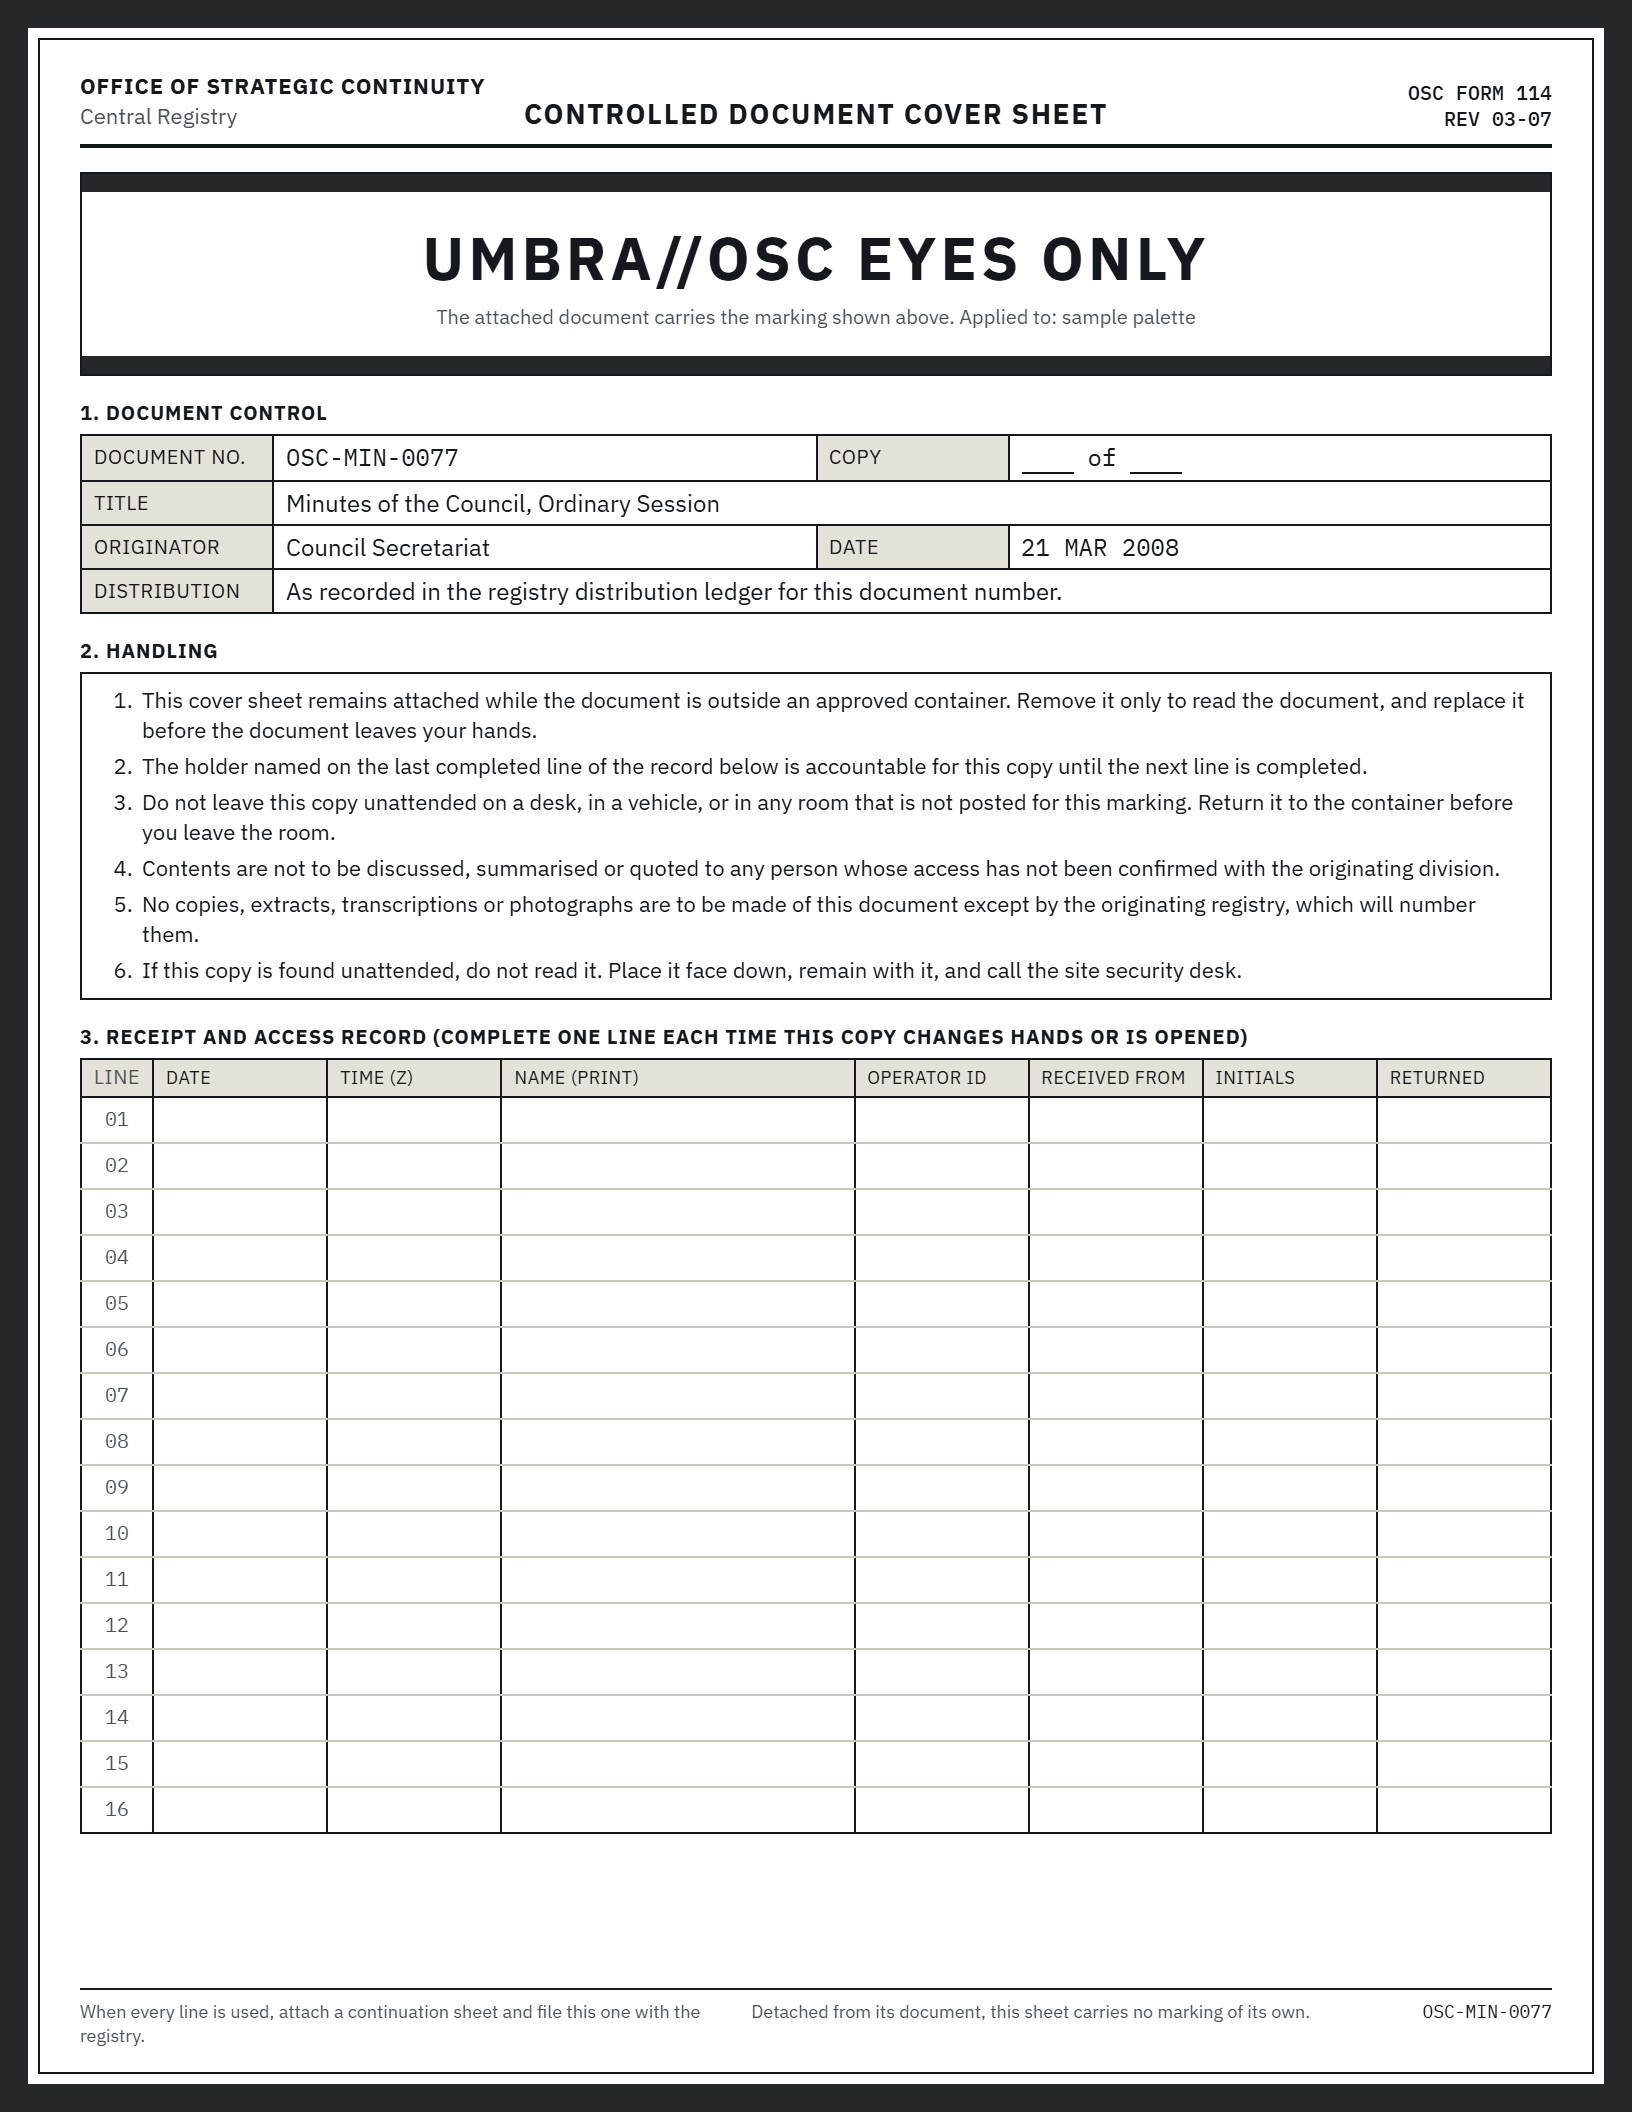 OFFICE OF STRATEGIC CONTINUITY
Central Registry
CONTROLLED DOCUMENT COVER SHEET
OSC FORM 114
REV 03-07
UMBRA//OSC EYES ONLY
The attached document carries the marking shown above. Applied to: sample palette
1. DOCUMENT CONTROL
DOCUMENT NO. OSC-MIN-0077 COPY ____ of ____
TITLE Minutes of the Council, Ordinary Session
ORIGINATOR Council Secretariat DATE 21 MAR 2008
DISTRIBUTION As recorded in the registry distribution ledger for this document number.
2. HANDLING
1. This cover sheet remains attached while the document is outside an approved container. Remove it only to read the document, and replace it
before the document leaves your hands.
2. The holder named on the last completed line of the record below is accountable for this copy until the next line is completed.
3. Do not leave this copy unattended on a desk, in a vehicle, or in any room that is not posted for this marking. Return it to the container before
you leave the room.
4. Contents are not to be discussed, summarised or quoted to any person whose access has not been confirmed with the originating division.
5. No copies, extracts, transcriptions or photographs are to be made of this document except by the originating registry, which will number
them.
6. If this copy is found unattended, do not read it. Place it face down, remain with it, and call the site security desk.
3. RECEIPT AND ACCESS RECORD (COMPLETE ONE LINE EACH TIME THIS COPY CHANGES HANDS OR IS OPENED)
LINE DATE TIME (Z) NAME (PRINT) OPERATOR ID RECEIVED FROM INITIALS RETURNED
01
02
03
04
05
06
07
08
09
10
11
12
13
14
15
16
When every line is used, attach a continuation sheet and file this one with the
registry.
Detached from its document, this sheet carries no marking of its own.
OSC-MIN-0077